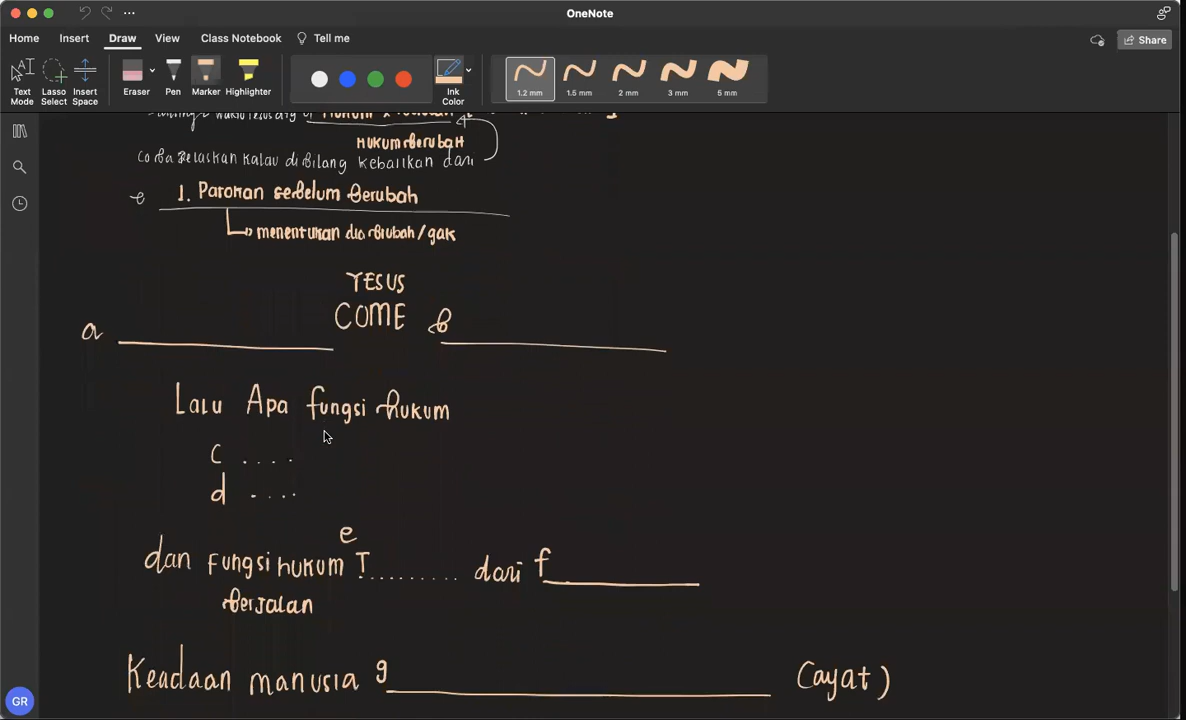 OneNote
Home Insert Draw View Class Notebook Tell me
Share
Text Mode
Lasso Select
Insert Space
Eraser
Pen
Marker
Highlighter
Ink Color
1.2 mm
1.5 mm
2 mm
3 mm
5 mm
Hukum Berubah
Coba Jelaskan kalau dibilang kebalikan dari
e 1. Patokan sebelum berubah
menentukan dia berubah/gak
YESUS
COME
a b
Lalu Apa fungsi hukum
c ....
d ....
e
dan Fungsi hukum T......... dari f
berjalan
Keadaan manusia g (ayat)
GR